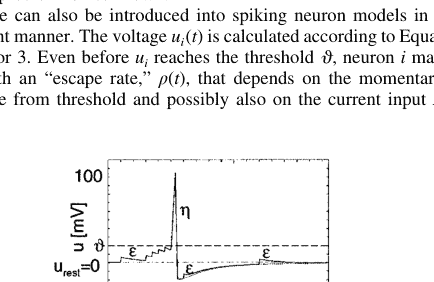 e can also be introduced into spiking neuron models in
nt manner. The voltage uᵢ(t) is calculated according to Equa
or 3. Even before uᵢ reaches the threshold ϑ, neuron i ma
th an “escape rate,” ρ(t), that depends on the momentar
e from threshold and possibly also on the current input
100
η
u [mV]
ϑ
ε
ε
ε
u_rest=0